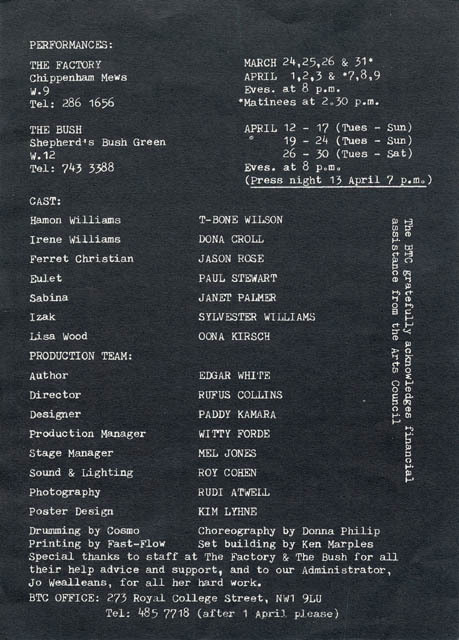 PERFORMANCES:
THE FACTORY
Chippenham Mews
W.9
Tel: 286 1656
MARCH 24,25,26 & 31*
APRIL 1,2,3 & *7,8,9
Eves. at 8 p.m.
*Matinees at 2.30 p.m.
THE BUSH
Shepherd's Bush Green
W.12
Tel: 743 3388
APRIL 12 - 17 (Tues - Sun)
19 - 24 (Tues - Sun)
26 - 30 (Tues - Sat)
Eves. at 8 p.m.
(Press night 13 April 7 p.m.)
CAST:
Hamon Williams T-BONE WILSON
Irene Williams DONA CROLL
Ferret Christian JASON ROSE
Eulet PAUL STEWART
Sabina JANET PALMER
Izak SYLVESTER WILLIAMS
Lisa Wood OONA KIRSCH
PRODUCTION TEAM:
Author EDGAR WHITE
Director RUFUS COLLINS
Designer PADDY KAMARA
Production Manager WITTY FORDE
Stage Manager MEL JONES
Sound & Lighting ROY COHEN
Photography RUDI ATWELL
Poster Design KIM LYHNE
Drumming by Cosmo Choreography by Donna Philip
Printing by Fast-Flow Set building by Ken Marples
Special thanks to staff at The Factory & The Bush for all
their help advice and support, and to our Administrator,
Jo Wealleans, for all her hard work.
BTC OFFICE: 273 Royal College Street, NW1 9LU
Tel: 485 7718 (after 1 April please)
The BTC gratefully acknowledges financial
assistance from the Arts Council